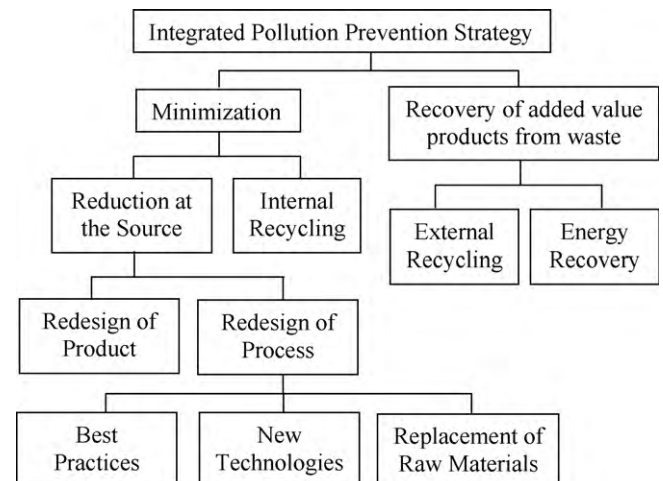 Integrated Pollution Prevention Strategy
Minimization
Recovery of added value
products from waste
Reduction at
the Source
Internal
Recycling
External
Recycling
Energy
Recovery
Redesign of
Product
Redesign of
Process
Best
Practices
New
Technologies
Replacement of
Raw Materials